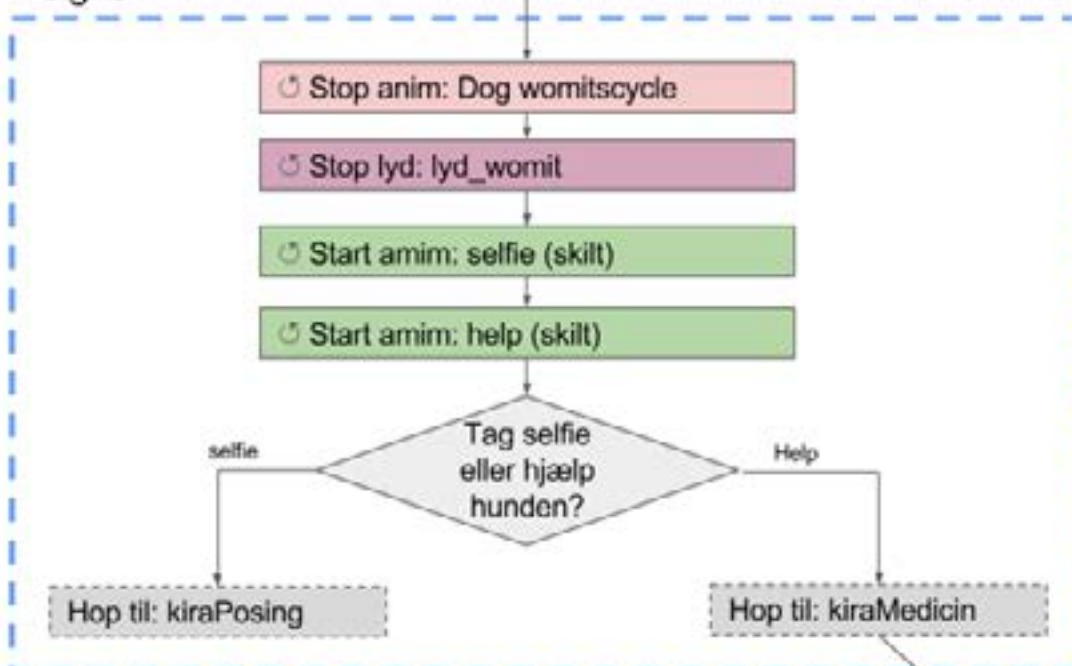 Stop anim: Dog womitscycle
Stop lyd: lyd_womit
Start amim: selfie (skilt)
Start amim: help (skilt)
Tag selfie
eller hjælp
hunden?
selfie
Help
Hop til: kiraPosing
Hop til: kiraMedicin